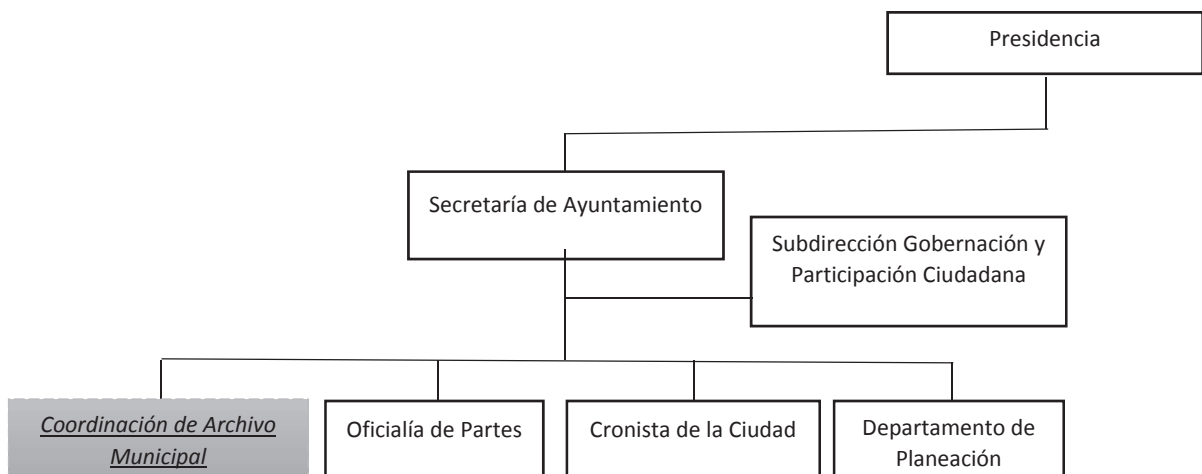 Presidencia
Secretaría de Ayuntamiento
Subdirección Gobernación y
Participación Ciudadana
Coordinación de Archivo
Municipal
Oficialía de Partes
Cronista de la Ciudad
Departamento de
Planeación